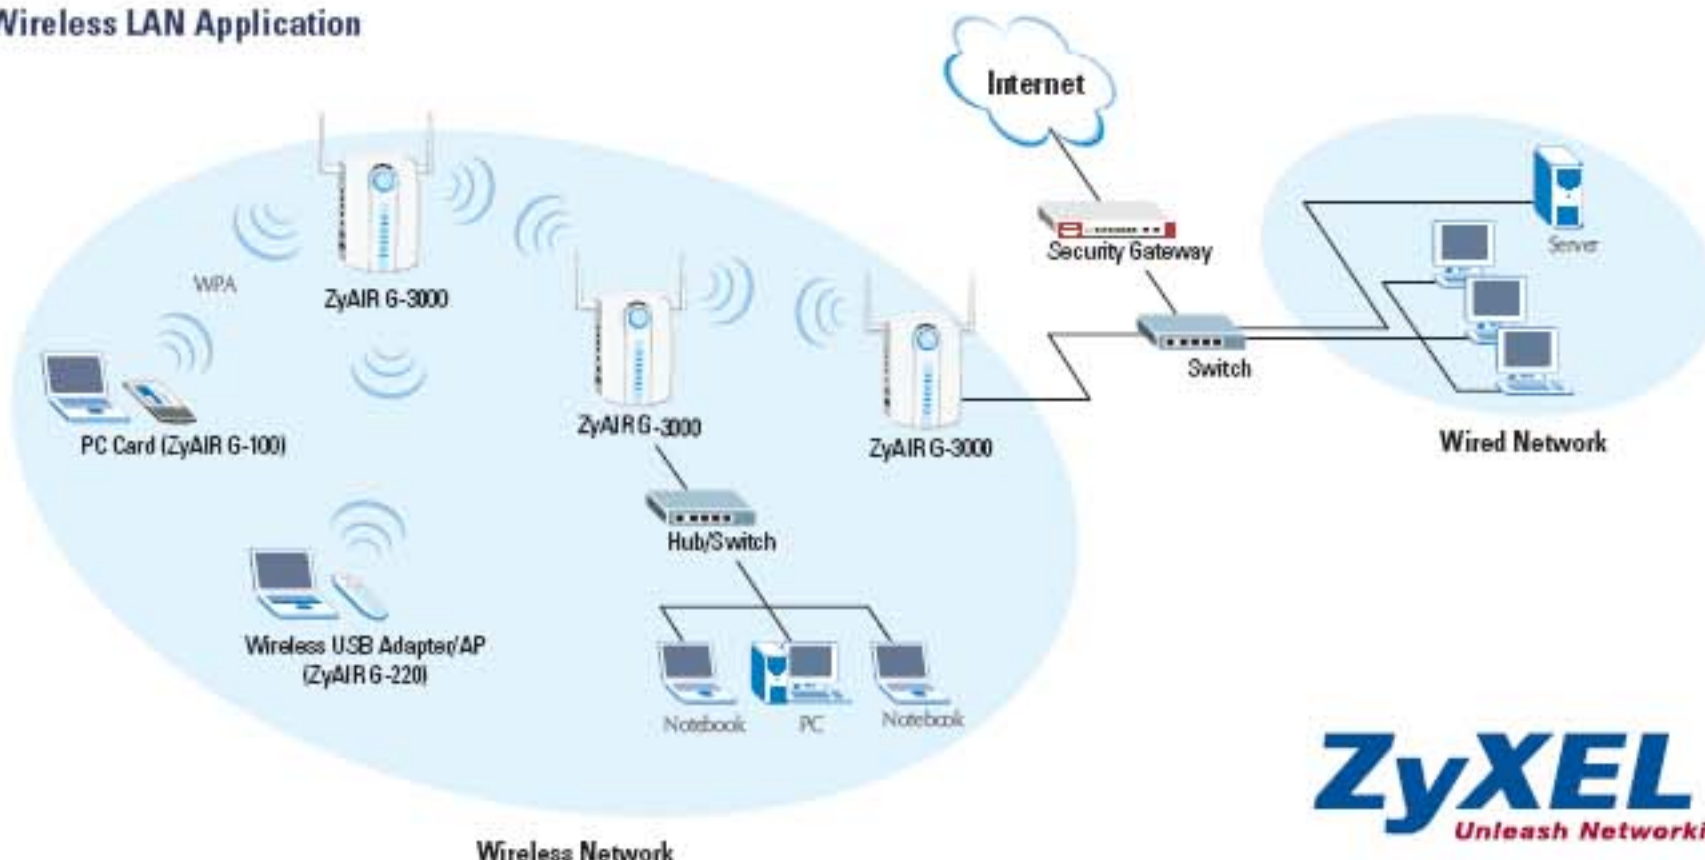 Wireless LAN Application
Internet
Security Gateway
Server
Switch
Wired Network
WPA
ZyAIR G-3000
ZyAIR G-3000
ZyAIR G-3000
PC Card (ZyAIR G-100)
Hub/Switch
Wireless USB Adapter/AP
(ZyAIR G-220)
Notebook
PC
Notebook
Wireless Network
ZyXEL
Unleash Networki